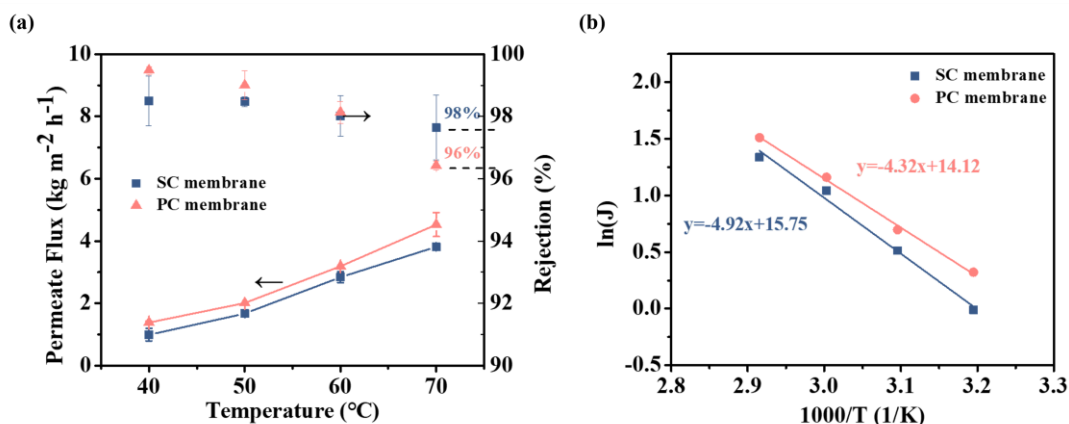 (a)
Permeate Flux (kg m⁻² h⁻¹)
10
8
6
4
2
0
SC membrane
PC membrane
98%
96%
100
98
96
94
92
90
Rejection (%)
40 50 60 70
Temperature (°C)
(b)
ln(J)
2.0
1.5
1.0
0.5
0.0
-0.5
SC membrane
PC membrane
y=-4.32x+14.12
y=-4.92x+15.75
2.8 2.9 3.0 3.1 3.2 3.3
1000/T (1/K)